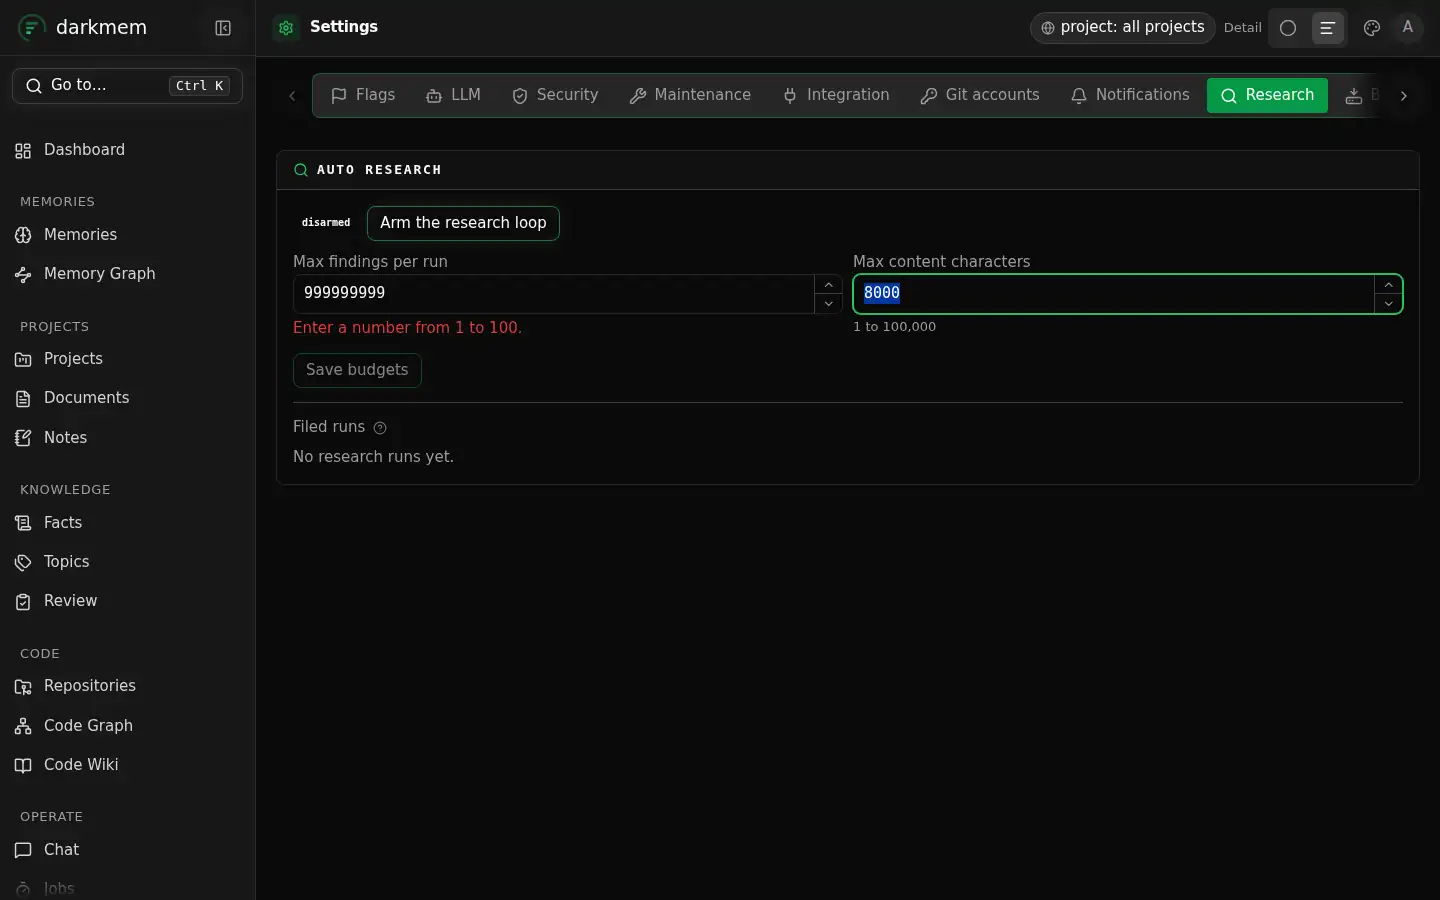 darkmem
Settings
project: all projects
Detail
A
Go to...
Ctrl K
Flags
LLM
Security
Maintenance
Integration
Git accounts
Notifications
Research
B
Dashboard
MEMORIES
Memories
Memory Graph
PROJECTS
Projects
Documents
Notes
KNOWLEDGE
Facts
Topics
Review
CODE
Repositories
Code Graph
Code Wiki
OPERATE
Chat
Jobs
AUTO RESEARCH
disarmed
Arm the research loop
Max findings per run
999999999
Enter a number from 1 to 100.
Max content characters
8000
1 to 100,000
Save budgets
Filed runs
No research runs yet.